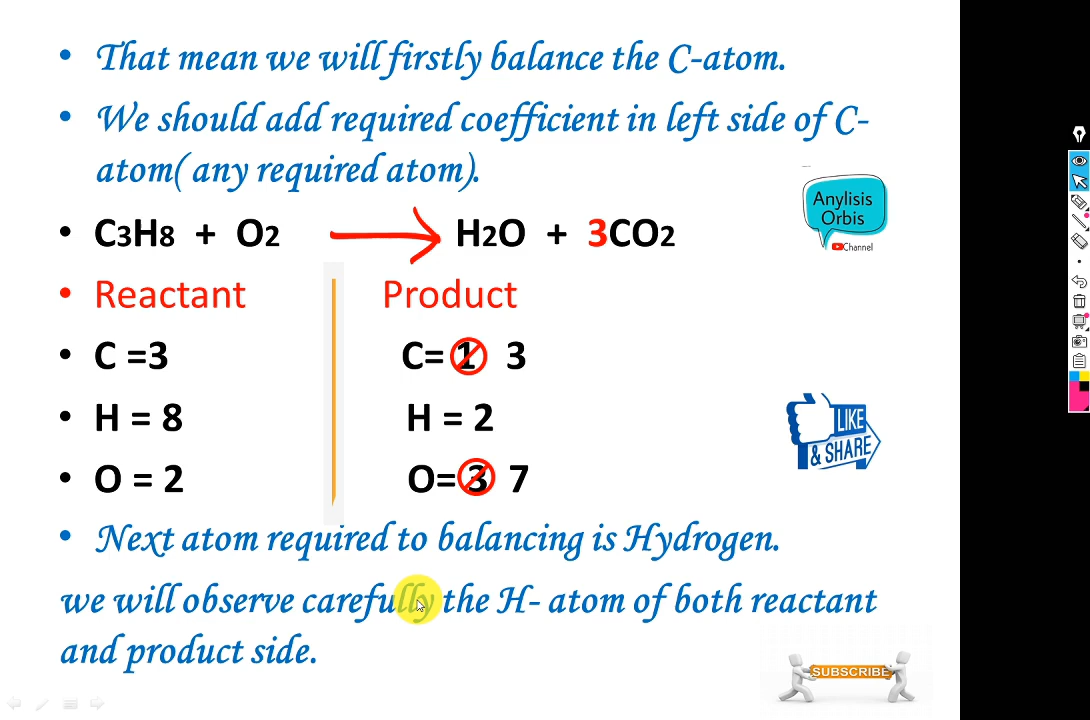 • That mean we will firstly balance the C-atom.
• We should add required coefficient in left side of C-
atom( any required atom).
Anylisis
Orbis
Channel
• C3H8 + O2 → H2O + 3CO2
• Reactant Product
• C =3 C= 1 3
• H = 8 H = 2
• O = 2 O= 3 7
LIKE
& SHARE
• Next atom required to balancing is Hydrogen.
we will observe carefully the H- atom of both reactant
and product side.
SUBSCRIBE